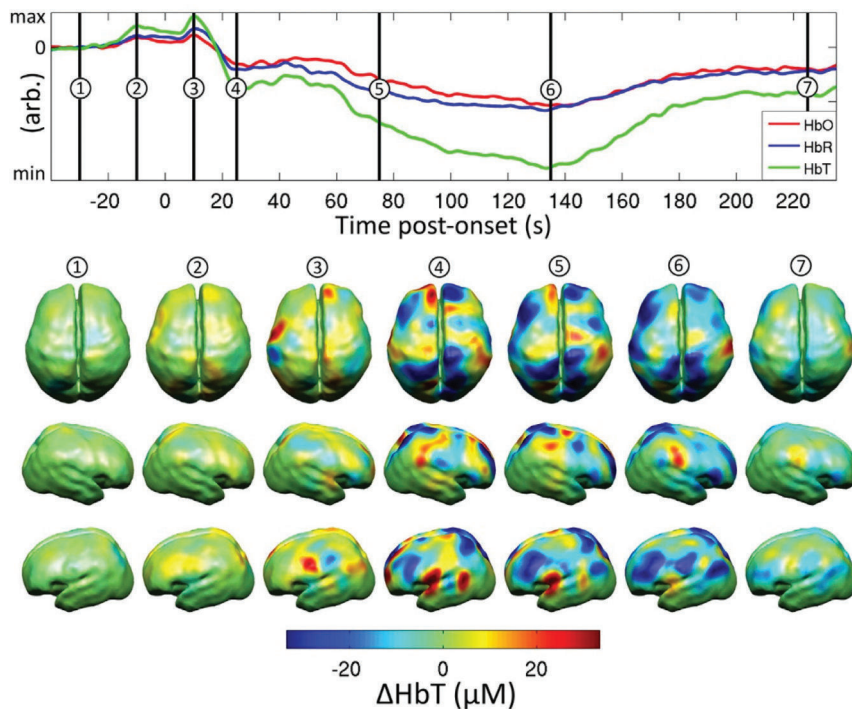 max
0
(arb.)
min
① ② ③ ④ ⑤ ⑥ ⑦
HbO
HbR
HbT
-20 0 20 40 60 80 100 120 140 160 180 200 220
Time post-onset (s)
① ② ③ ④ ⑤ ⑥ ⑦
-20 0 20
ΔHbT (μM)